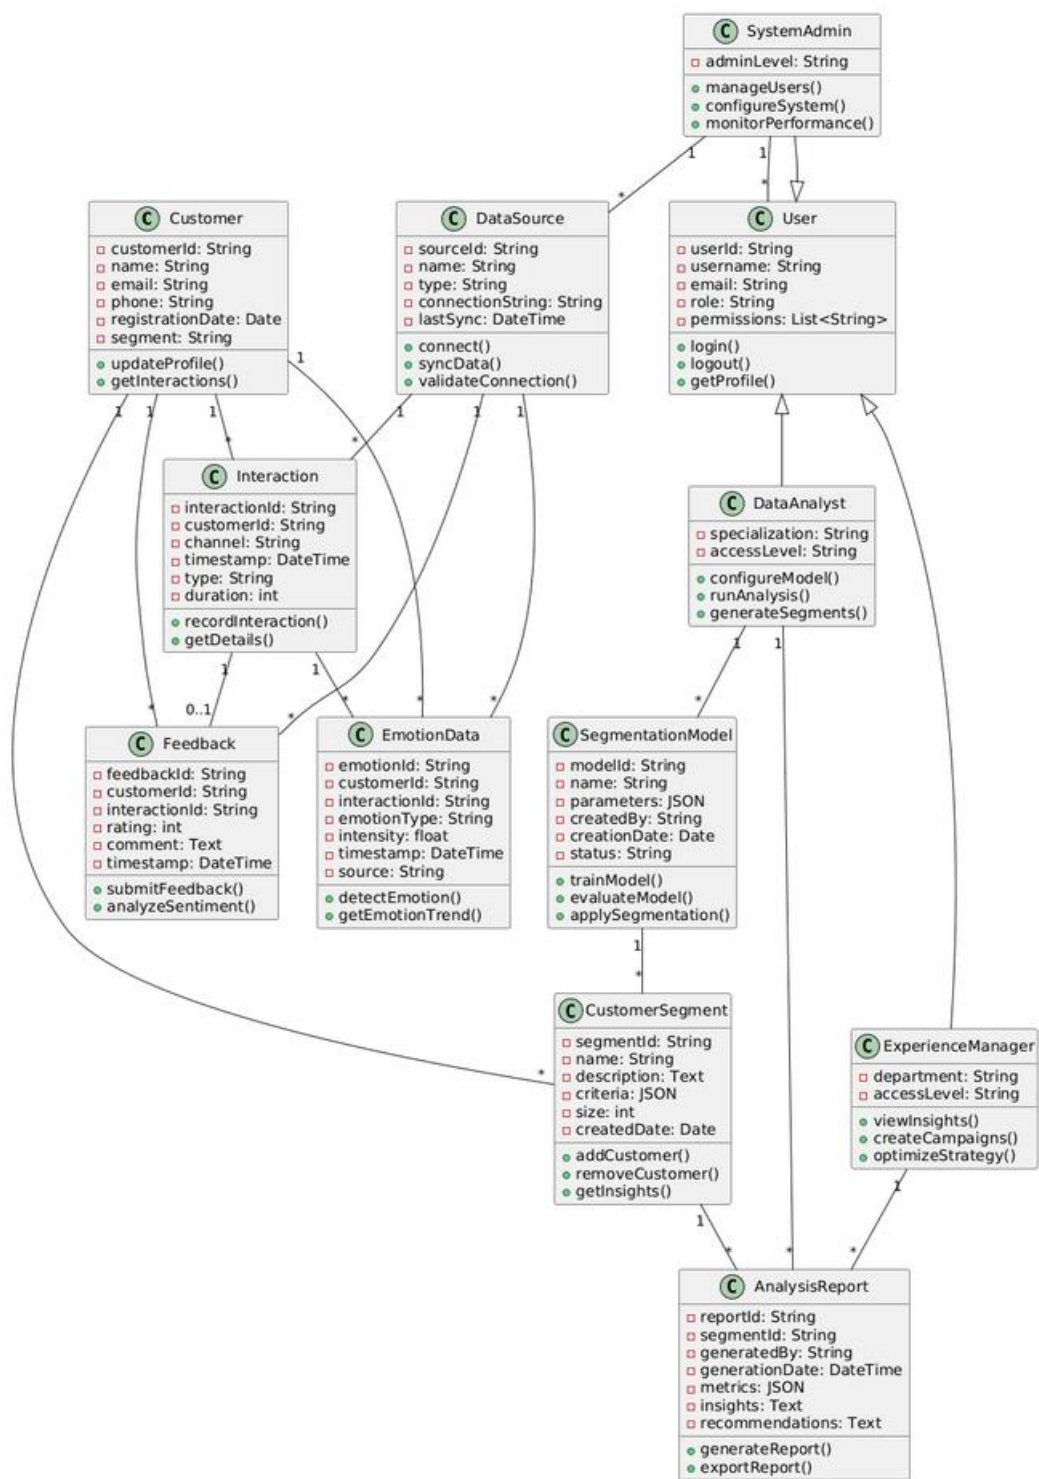 C SystemAdmin
adminLevel: String
manageUsers()
configureSystem()
monitorPerformance()
1
1
*
*
C Customer
customerId: String
name: String
email: String
phone: String
registrationDate: Date
segment: String
updateProfile()
getInteractions()
C DataSource
sourceId: String
name: String
type: String
connectionString: String
lastSync: DateTime
connect()
syncData()
validateConnection()
C User
userId: String
username: String
email: String
role: String
permissions: List<String>
login()
logout()
getProfile()
1
1
1
1
1
1
1
*
*
C Interaction
interactionId: String
customerId: String
channel: String
timestamp: DateTime
type: String
duration: int
recordInteraction()
getDetails()
C DataAnalyst
specialization: String
accessLevel: String
configureModel()
runAnalysis()
generateSegments()
1
1
1
1
*
0..1
*
*
*
*
*
C Feedback
feedbackId: String
customerId: String
interactionId: String
rating: int
comment: Text
timestamp: DateTime
submitFeedback()
analyzeSentiment()
C EmotionData
emotionId: String
customerId: String
interactionId: String
emotionType: String
intensity: float
timestamp: DateTime
source: String
detectEmotion()
getEmotionTrend()
C SegmentationModel
modelId: String
name: String
parameters: JSON
createdBy: String
creationDate: Date
status: String
trainModel()
evaluateModel()
applySegmentation()
1
*
*
C CustomerSegment
segmentId: String
name: String
description: Text
criteria: JSON
size: int
createdDate: Date
addCustomer()
removeCustomer()
getInsights()
C ExperienceManager
department: String
accessLevel: String
viewInsights()
createCampaigns()
optimizeStrategy()
1
1
*
*
*
C AnalysisReport
reportId: String
segmentId: String
generatedBy: String
generationDate: DateTime
metrics: JSON
insights: Text
recommendations: Text
generateReport()
exportReport()